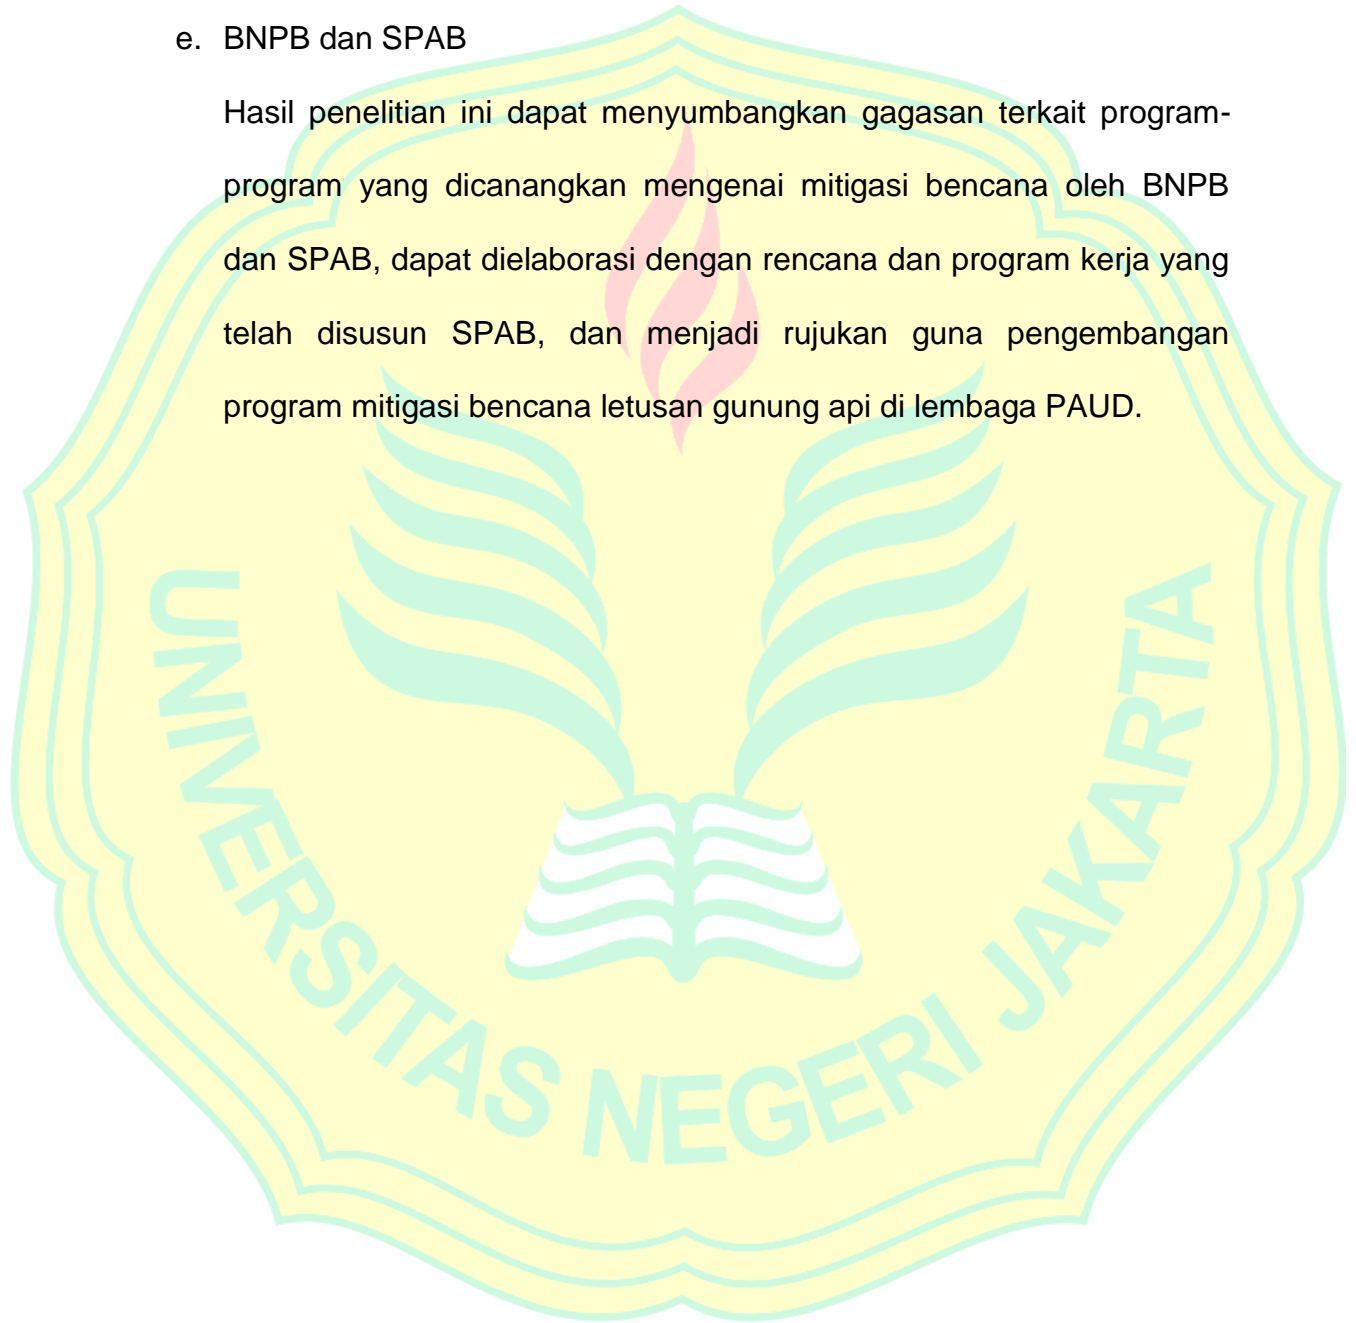 e. BNPB dan SPAB
Hasil penelitian ini dapat menyumbangkan gagasan terkait program-
program yang dicanangkan mengenai mitigasi bencana oleh BNPB
dan SPAB, dapat dielaborasi dengan rencana dan program kerja yang
telah disusun SPAB, dan menjadi rujukan guna pengembangan
program mitigasi bencana letusan gunung api di lembaga PAUD.
UNIVERSITAS NEGERI JAKARTA